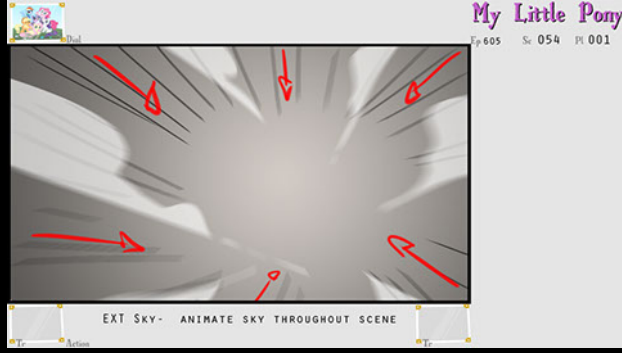 My Little Pony
Dial
Ep 605 Sc 054 Pl 001
EXT SKY- ANIMATE SKY THROUGHOUT SCENE
Tr Action Tr